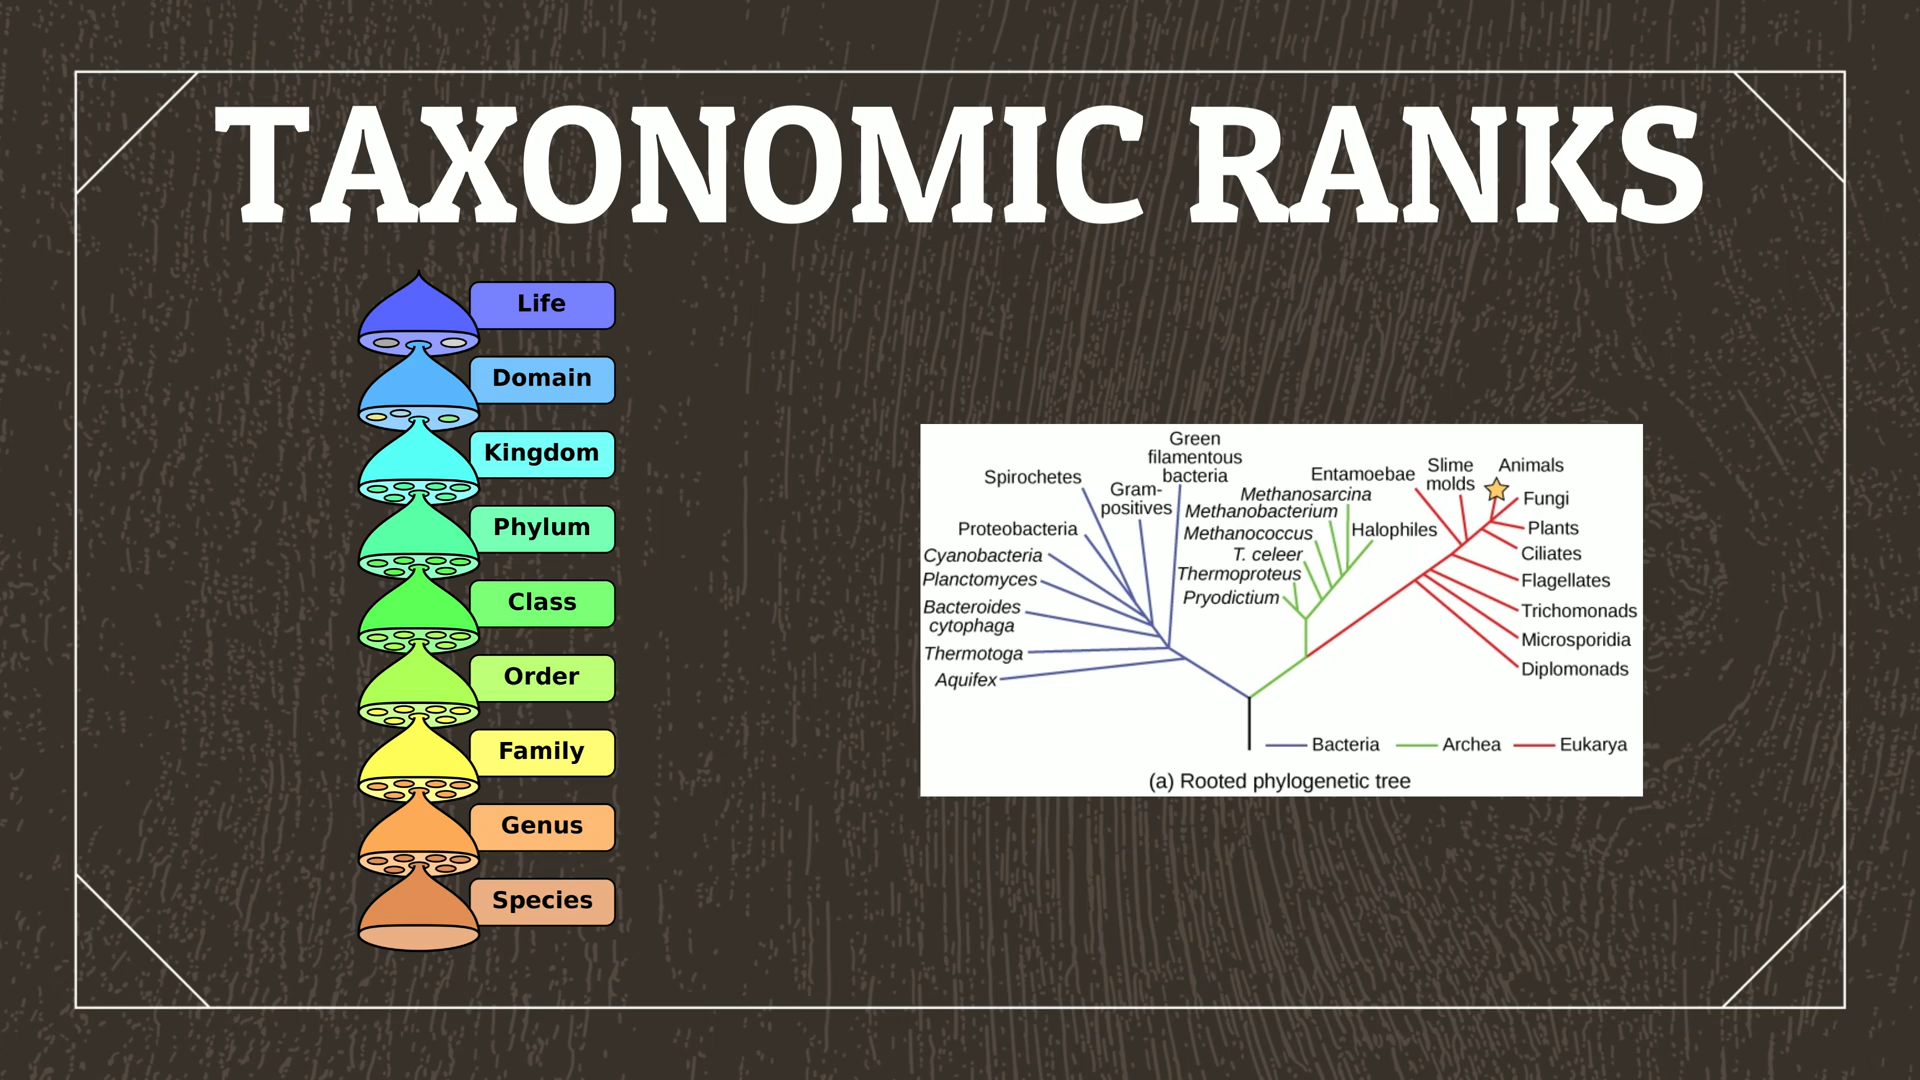 TAXONOMIC RANKS
Life
Domain
Kingdom
Phylum
Class
Order
Family
Genus
Species
Green
filamentous
bacteria
Spirochetes
Gram-
positives
Proteobacteria
Cyanobacteria
Planctomyces
Bacteroides
cytophaga
Thermotoga
Aquifex
Methanosarcina
Methanobacterium
Methanococcus
Halophiles
T. celeer
Thermoproteus
Pryodictium
Entamoebae
Slime
molds
Animals
Fungi
Plants
Ciliates
Flagellates
Trichomonads
Microsporidia
Diplomonads
Bacteria
Archea
Eukarya
(a) Rooted phylogenetic tree